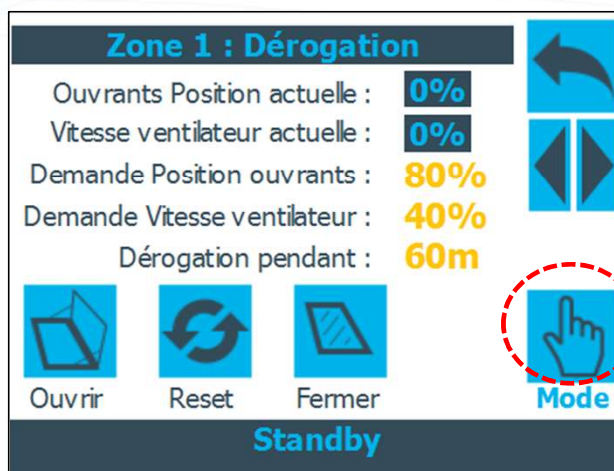 Zone 1 : Dérogation
Ouvrants Position actuelle : 0%
Vitesse ventilateur actuelle : 0%
Demande Position ouvrants : 80%
Demande Vitesse ventilateur : 40%
Dérogation pendant : 60m
Ouvrir Reset Fermer Mode
Standby